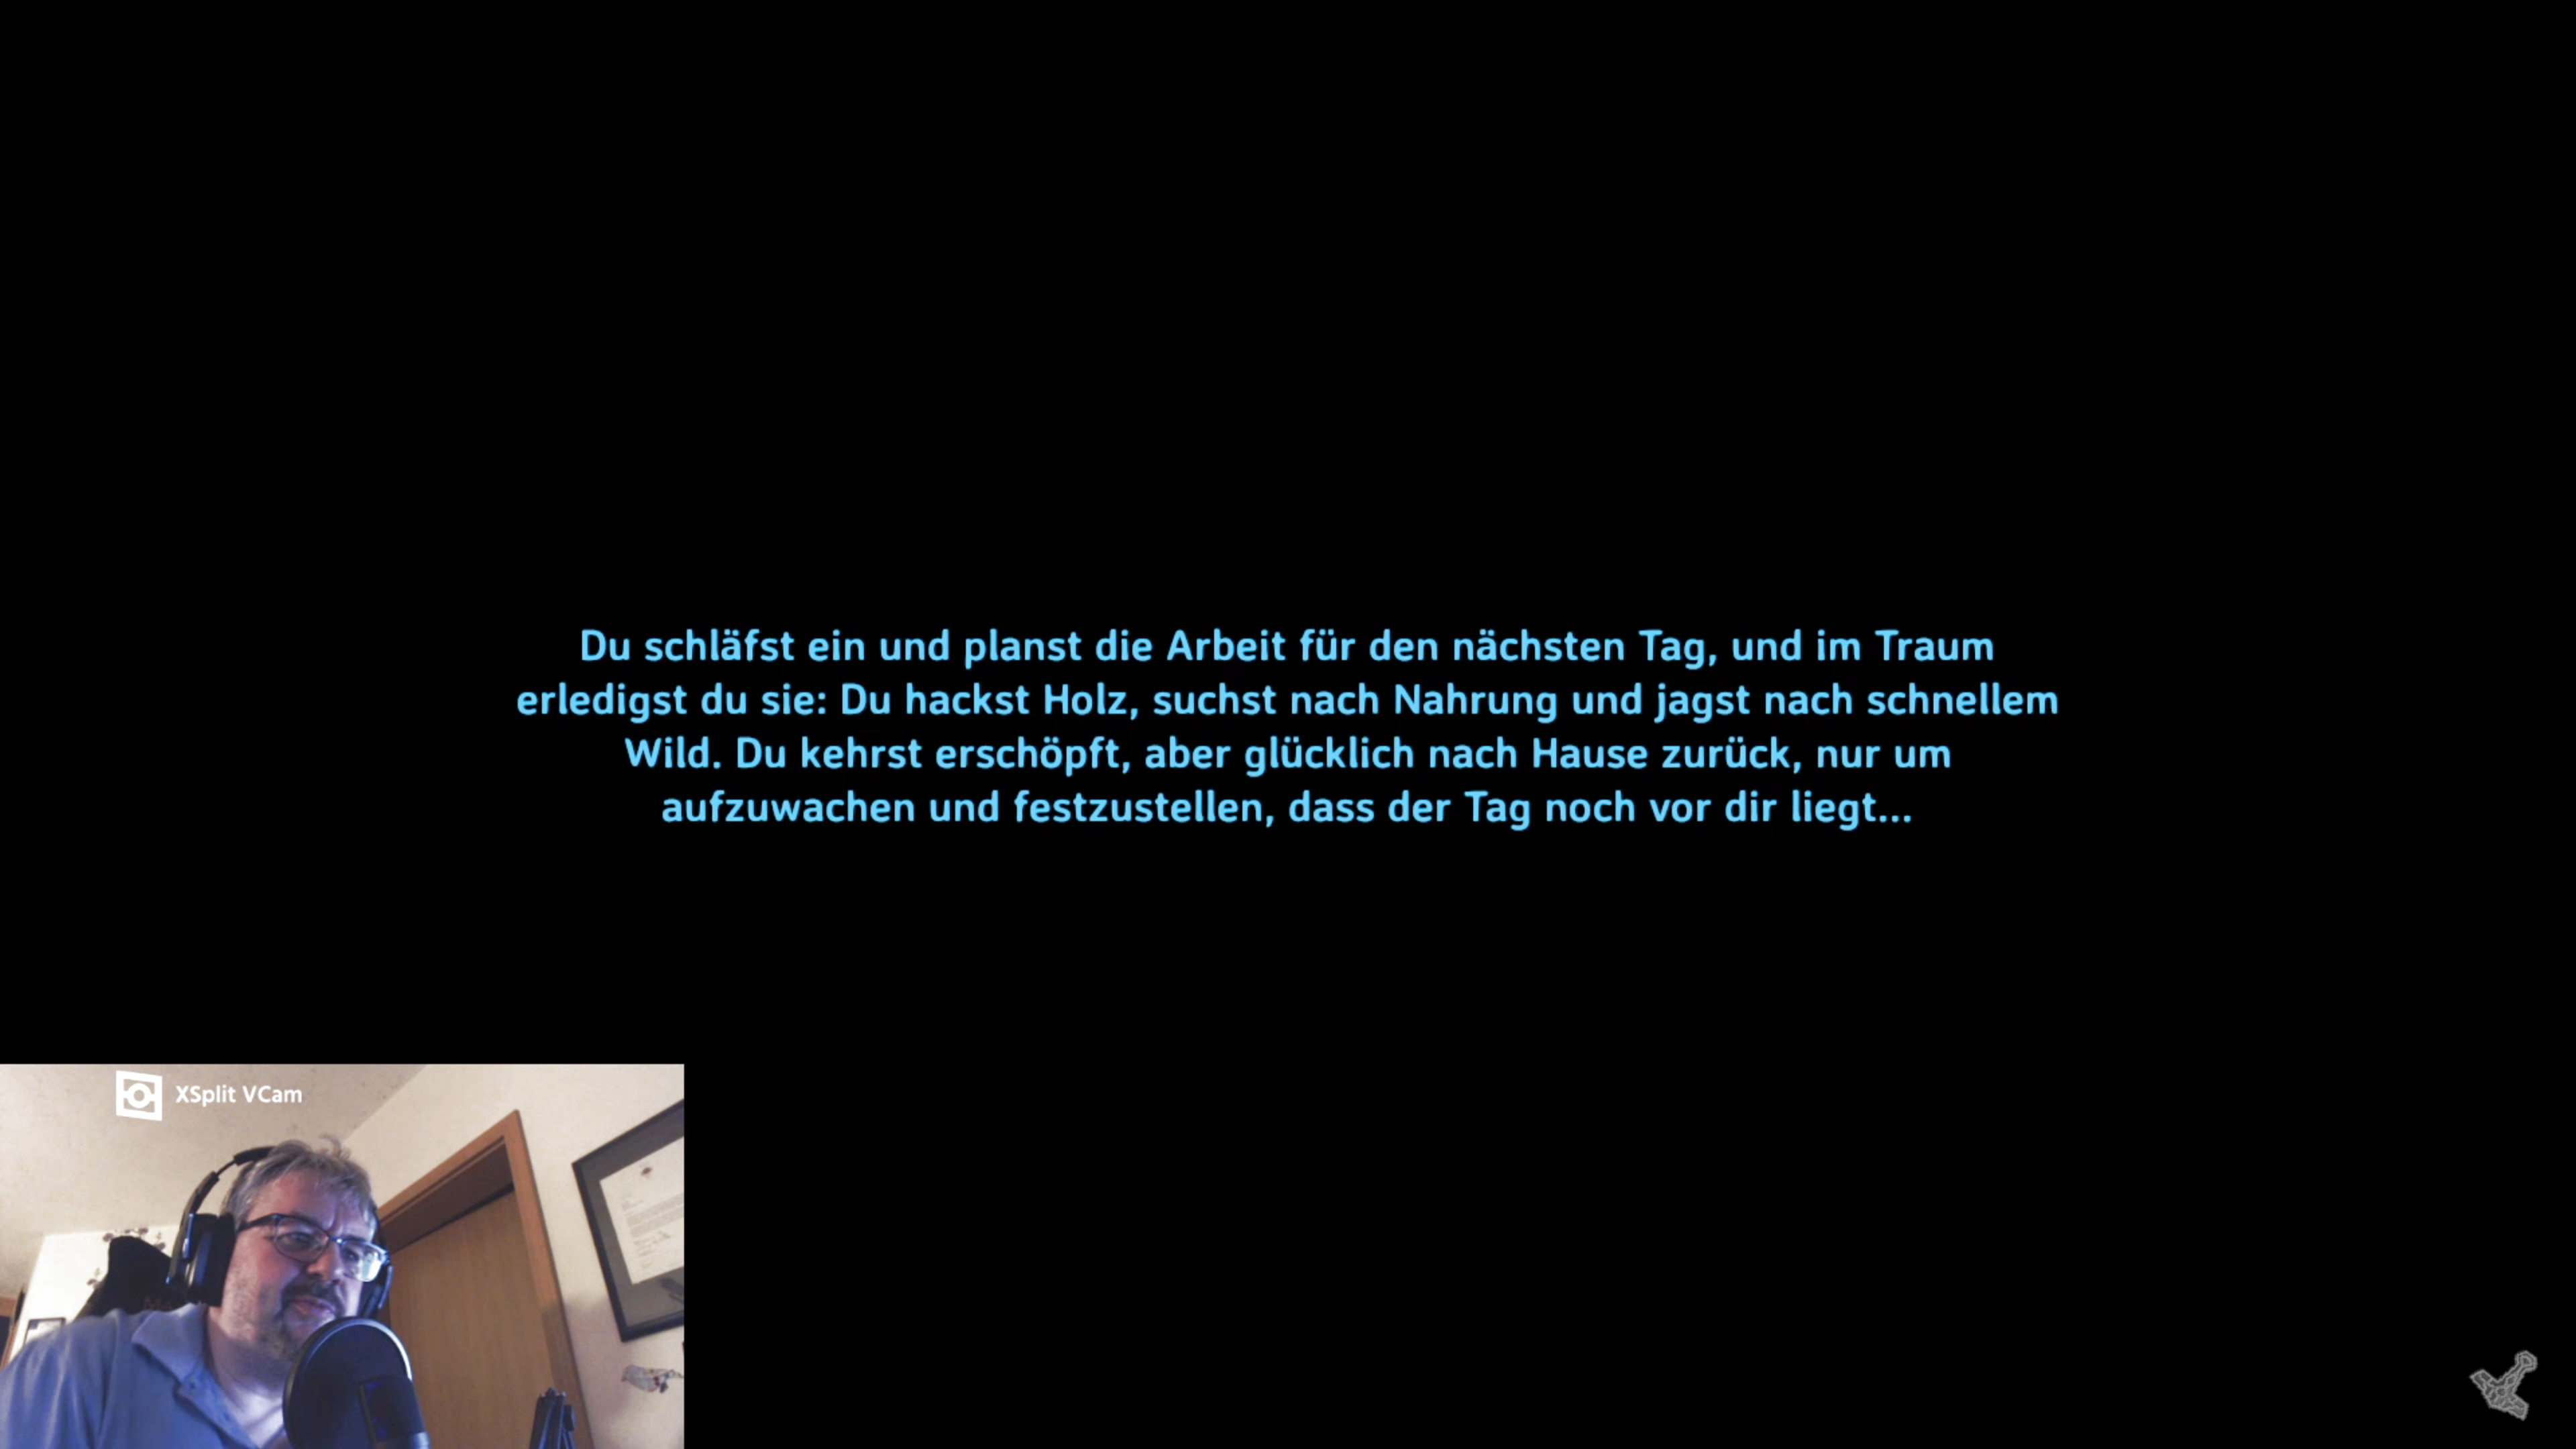 Du schläfst ein und planst die Arbeit für den nächsten Tag, und im Traum
erledigst du sie: Du hackst Holz, suchst nach Nahrung und jagst nach schnellem
Wild. Du kehrst erschöpft, aber glücklich nach Hause zurück, nur um
aufzuwachen und festzustellen, dass der Tag noch vor dir liegt...
XSplit VCam